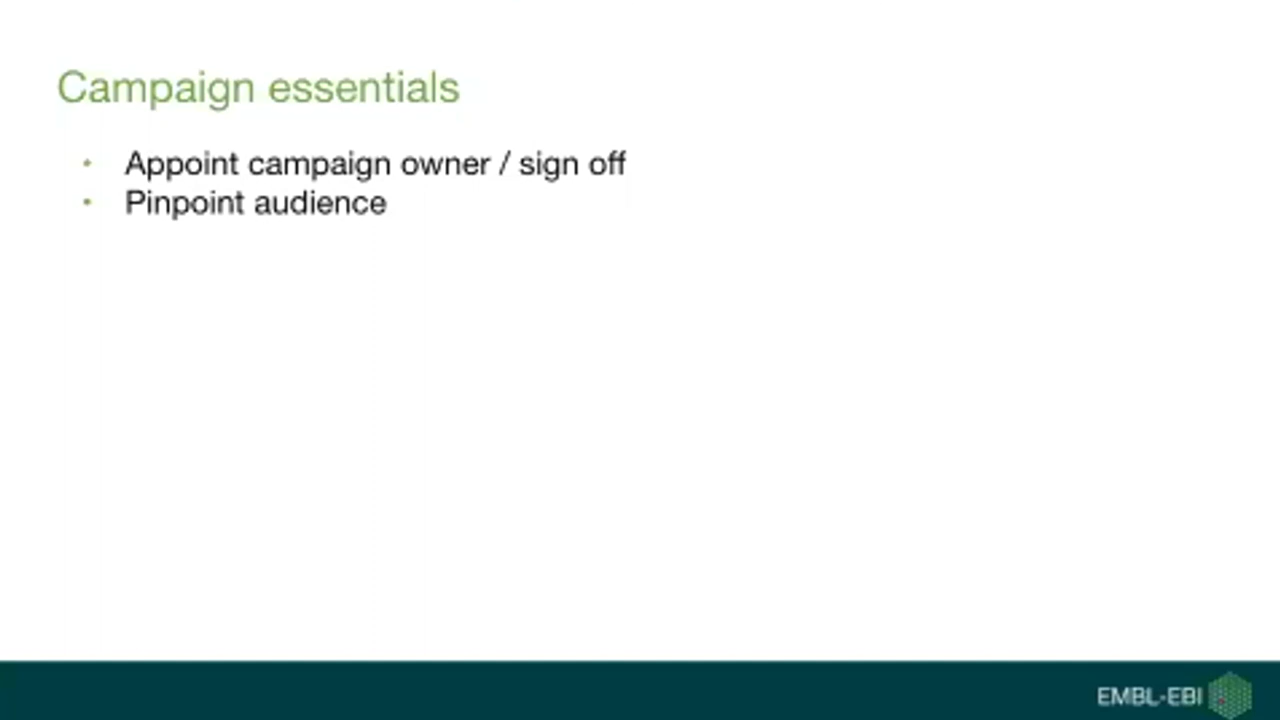 Campaign essentials
• Appoint campaign owner / sign off
• Pinpoint audience
EMBL-EBI